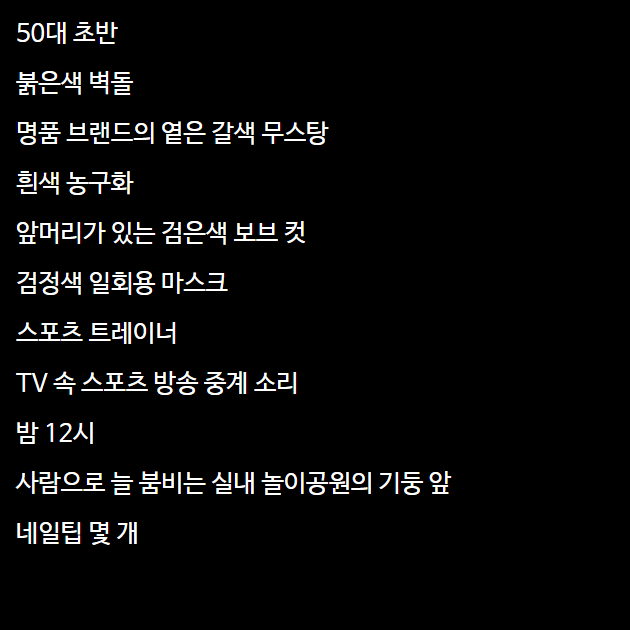 50대 초반
붉은색 벽돌
명품 브랜드의 옅은 갈색 무스탕
흰색 농구화
앞머리가 있는 검은색 보브 컷
검정색 일회용 마스크
스포츠 트레이너
TV 속 스포츠 방송 중계 소리
밤 12시
사람으로 늘 붐비는 실내 놀이공원의 기둥 앞
네일팁 몇 개